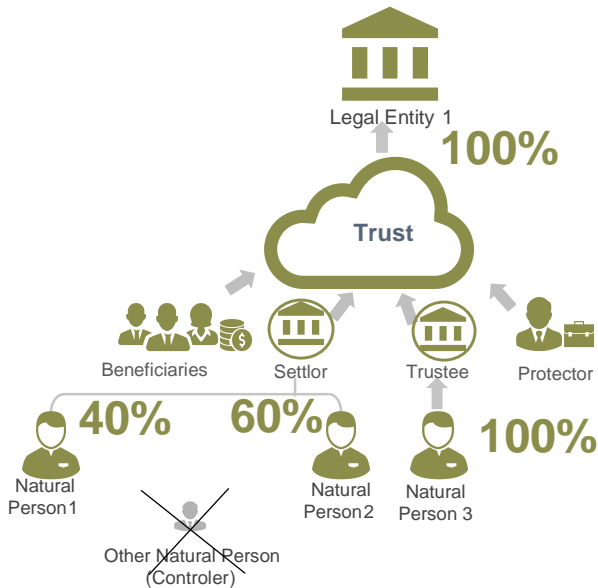 Legal Entity 1
100%
Trust
Beneficiaries
Settlor
Trustee
Protector
40%
60%
100%
Natural
Person1
Natural
Person2
Natural
Person 3
Other Natural Person
(Controler)